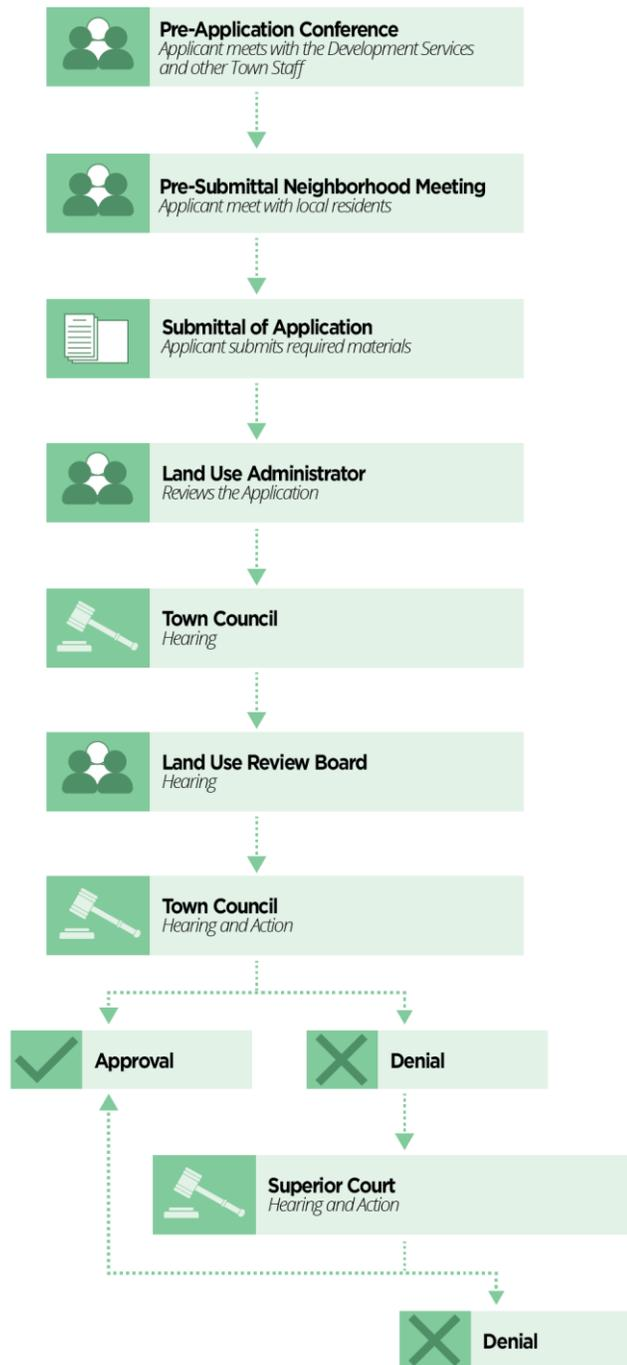 Pre-Application Conference
Applicant meets with the Development Services
and other Town Staff
Pre-Submittal Neighborhood Meeting
Applicant meet with local residents
Submittal of Application
Applicant submits required materials
Land Use Administrator
Reviews the Application
Town Council
Hearing
Land Use Review Board
Hearing
Town Council
Hearing and Action
Approval
Denial
Superior Court
Hearing and Action
Denial